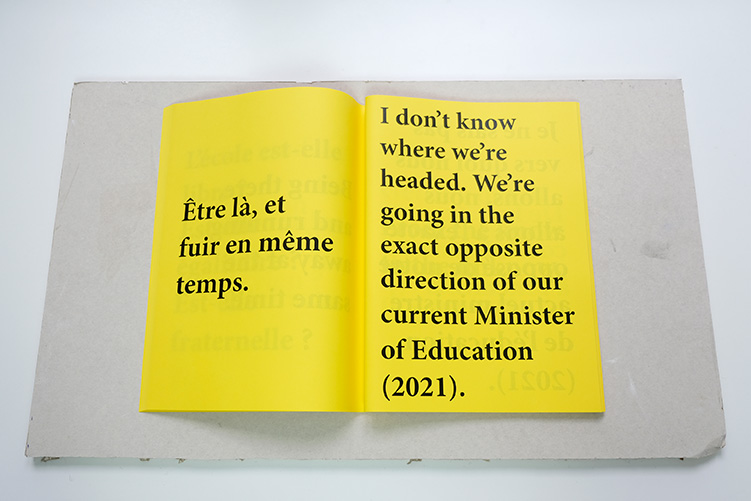 Être là, et
fuir en même
temps.
I don’t know
where we’re
headed. We’re
going in the
exact opposite
direction of our
current Minister
of Education
(2021).